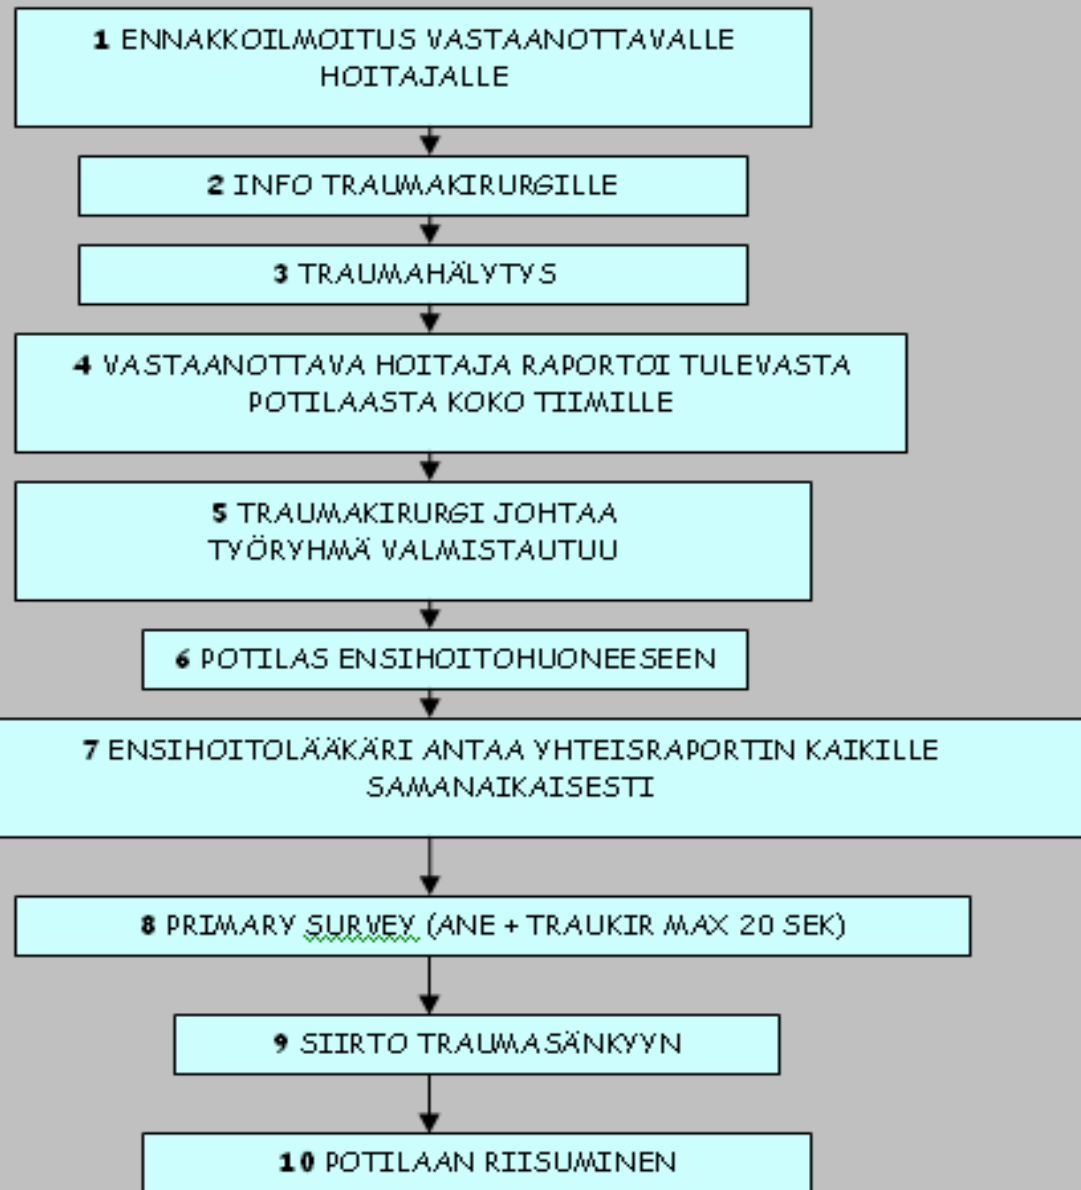 1 ENNAKKOILMOITUS VASTAANOTTAVALLE
HOITAJALLE
2 INFO TRAUMAKIRURGILLE
3 TRAUMAHÄLYTYS
4 VASTAANOTTAVA HOITAJA RAPORTOI TULEVASTA
POTILAASTA KOKO TIIMILLE
5 TRAUMAKIRURGI JOHTAA
TYÖRYHMÄ VALMISTAUTUU
6 POTILAS ENSIHOITOHUONEESEEN
7 ENSIHOITOLÄÄKÄRI ANTAA YHTEISRAPORTIN KAIKILLE
SAMANAIKAISESTI
8 PRIMARY SURVEY (ANE + TRAUKIR MAX 20 SEK)
9 SIIRTO TRAUMASÄNKYYN
10 POTILAAN RIISUMINEN